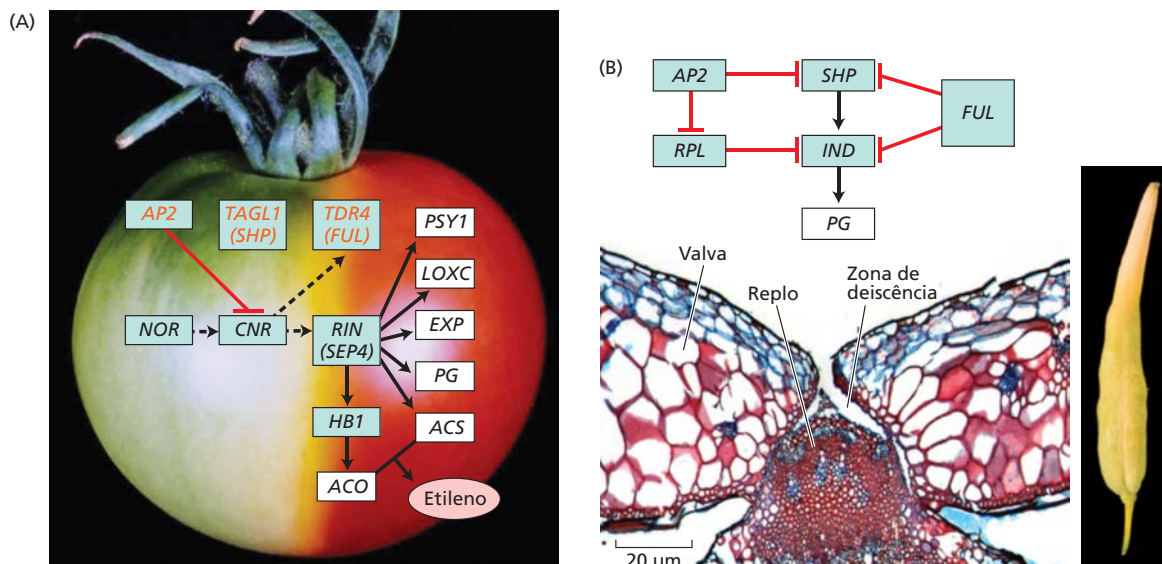 (A)
AP2
TAGL1
(SHP)
TDR4
(FUL)
PSY1
LOXC
NOR
CNR
RIN
(SEP4)
EXP
PG
HB1
ACS
ACO
Etileno
(B)
AP2
SHP
FUL
RPL
IND
PG
Valva
Replo
Zona de
deiscência
20 µm